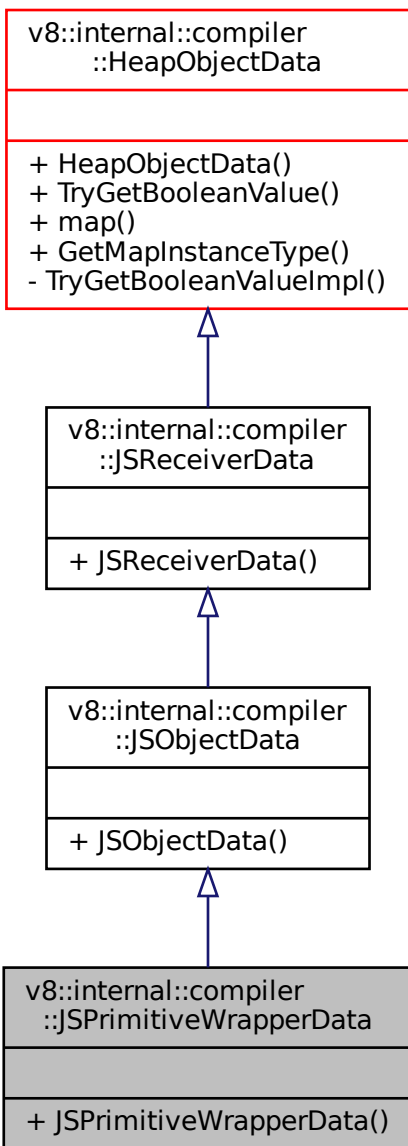 v8::internal::compiler
::HeapObjectData
+ HeapObjectData()
+ TryGetBooleanValue()
+ map()
+ GetMapInstanceType()
- TryGetBooleanValueImpl()
v8::internal::compiler
::JSReceiverData
+ JSReceiverData()
v8::internal::compiler
::JSObjectData
+ JSObjectData()
v8::internal::compiler
::JSPrimitiveWrapperData
+ JSPrimitiveWrapperData()